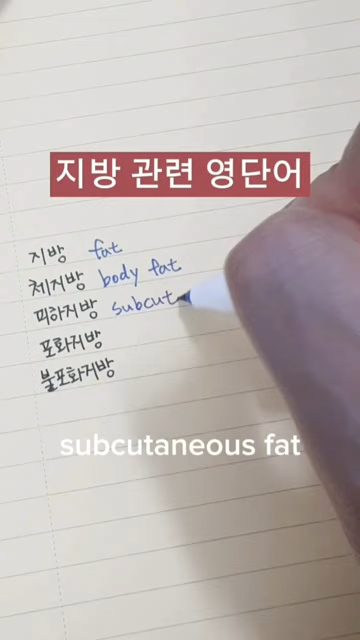 지방 관련 영단어
지방 fat
체지방 body fat
피하지방 subcut
포화지방
불포화지방
subcutaneous fat